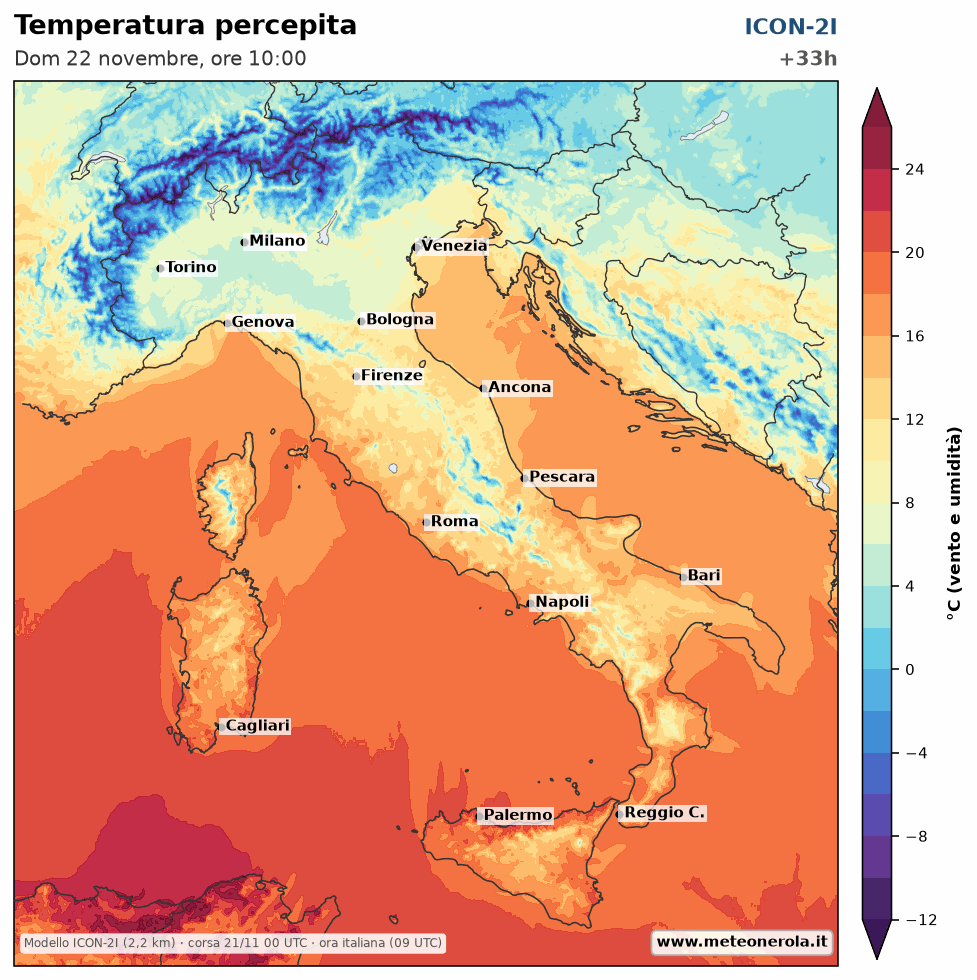 Temperatura percepita
ICON-2I
Dom 22 novembre, ore 10:00
+33h
Milano
Venezia
Torino
Genova
Bologna
Firenze
Ancona
Pescara
Roma
Bari
Napoli
Cagliari
Palermo
Reggio C.
24
20
16
12
8
4
0
−4
−8
−12
°C (vento e umidità)
Modello ICON-2I (2,2 km) · corsa 21/11 00 UTC · ora italiana (09 UTC)
www.meteonerola.it